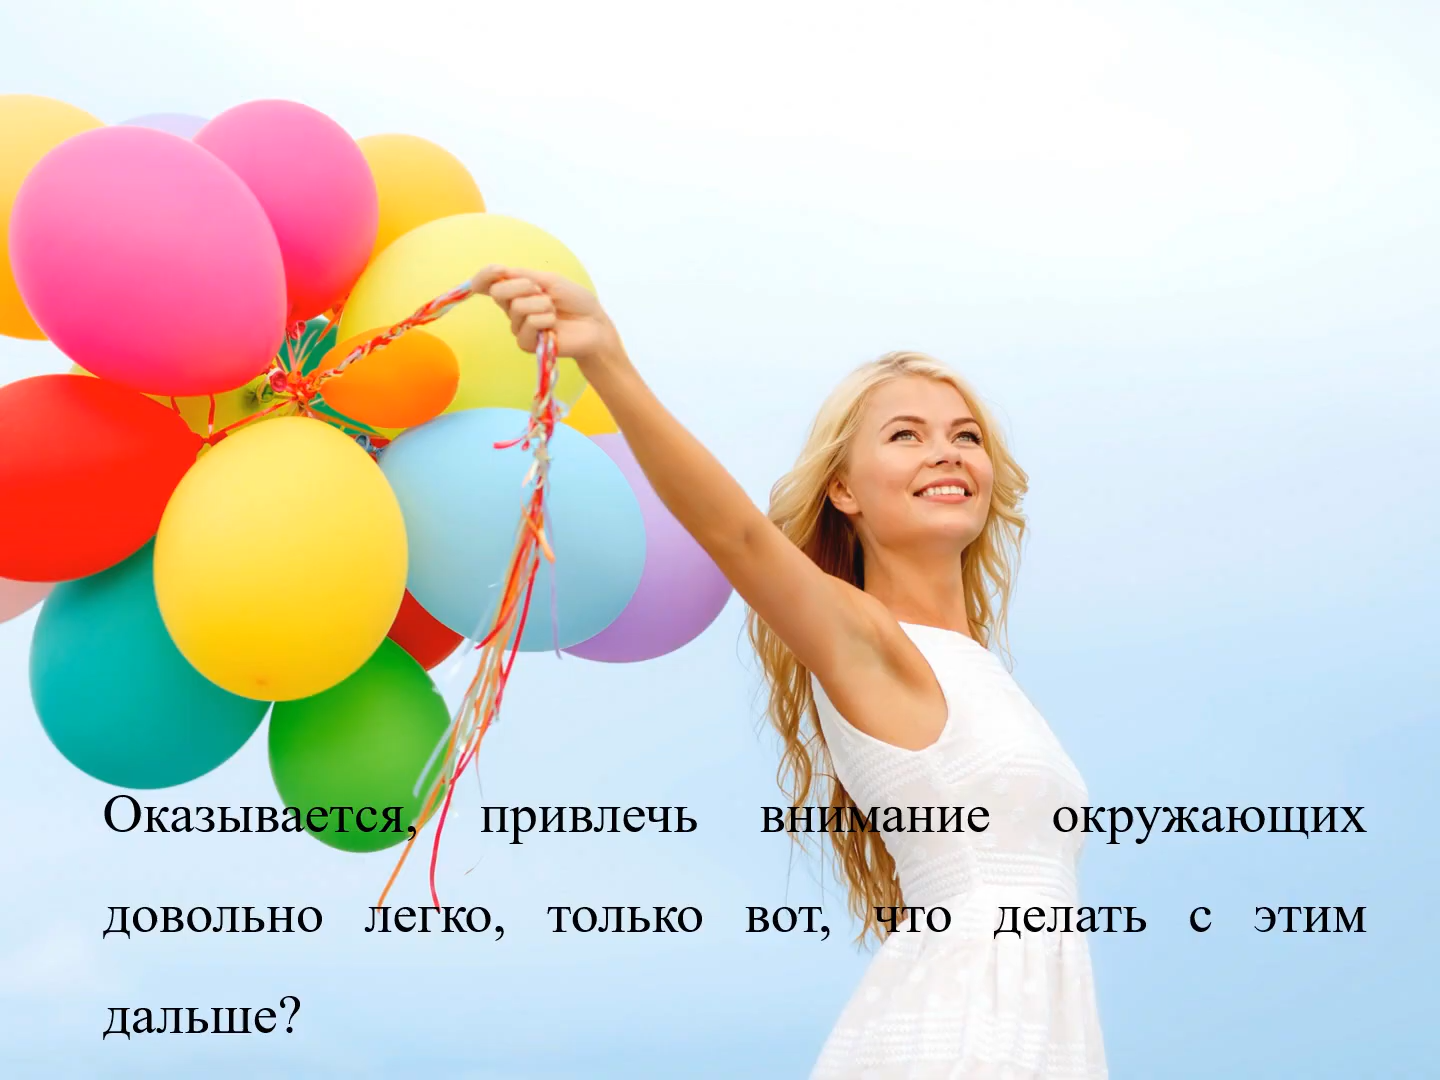 Оказывается, привлечь внимание окружающих
довольно легко, только вот, что делать с этим
дальше?